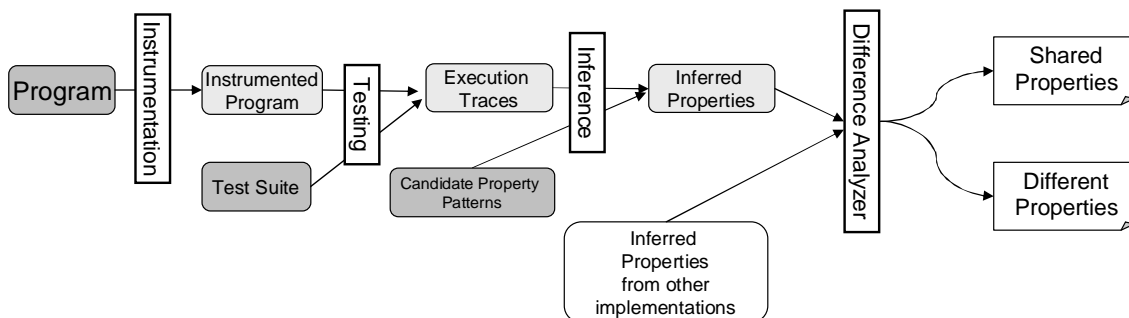 Program
Instrumentation
Instrumented
Program
Test Suite
Testing
Execution
Traces
Candidate Property
Patterns
Inference
Inferred
Properties
Inferred
Properties
from other
implementations
Difference Analyzer
Shared
Properties
Different
Properties